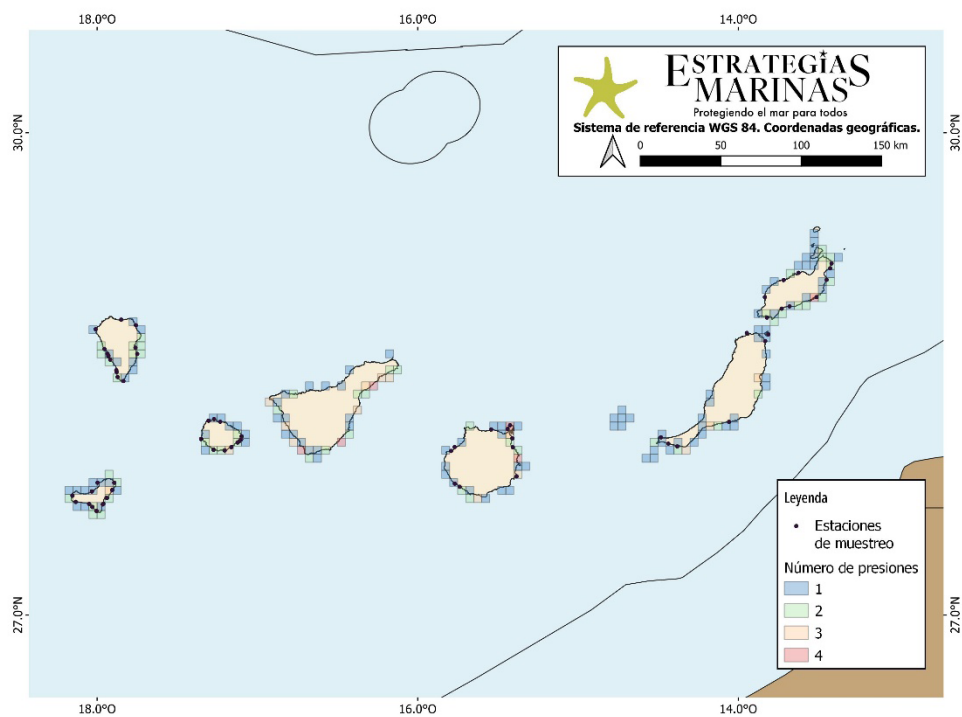 18.0°O 16.0°O 14.0°O
ESTRATEGIAS
MARINAS
Protegiendo el mar para todos
Sistema de referencia WGS 84. Coordenadas geográficas.
0 50 100 150 km
30.0°N 30.0°N
Leyenda
Estaciones
de muestreo
Número de presiones
1
2
3
4
27.0°N 27.0°N
18.0°O 16.0°O 14.0°O